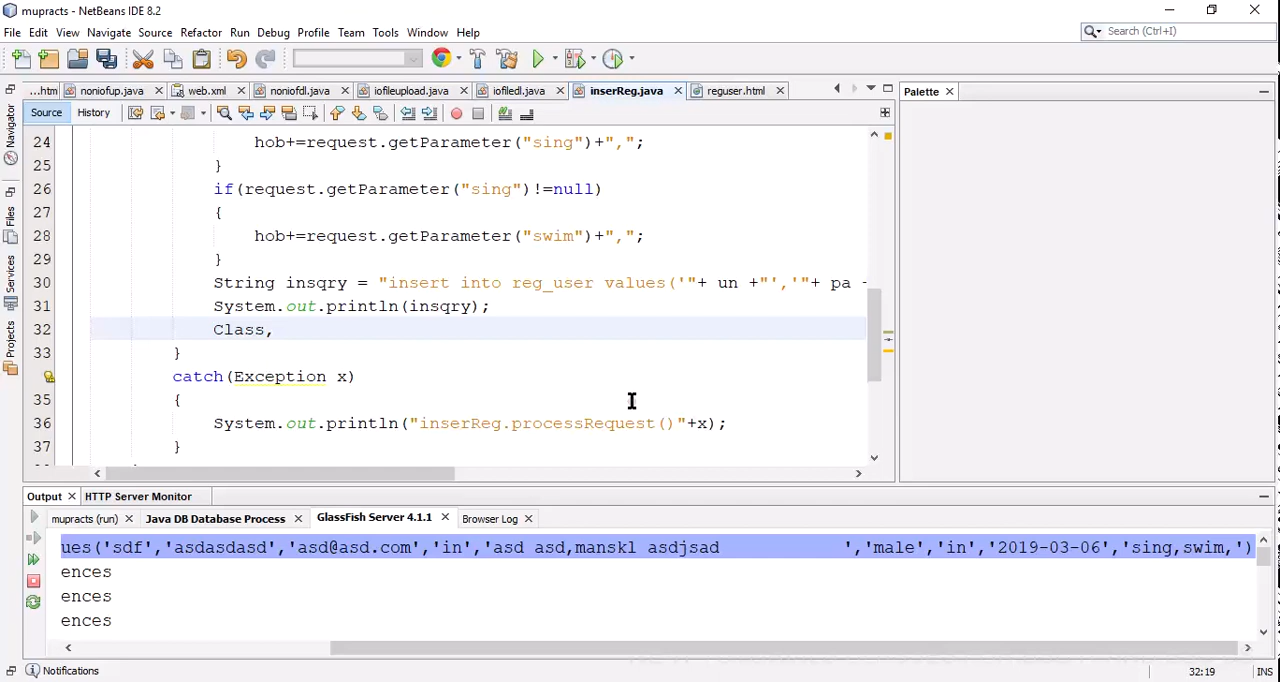 mupracts - NetBeans IDE 8.2
File Edit View Navigate Source Refactor Run Debug Profile Team Tools Window Help
Search (Ctrl+I)
...htm noniofup.java web.xml noniofdl.java iofileupload.java iofiledl.java inserReg.java reguser.html
Palette
Source History
Navigator
Files
Services
Projects
24 hob+=request.getParameter("sing")+",";
25 }
26 if(request.getParameter("sing")!=null)
27 {
28 hob+=request.getParameter("swim")+",";
29 }
30 String insqry = "insert into reg_user values('"+ un +"','"+ pa
31 System.out.println(insqry);
32 Class,
33 }
catch(Exception x)
35 {
36 System.out.println("inserReg.processRequest()"+x);
37 }
Output HTTP Server Monitor
mupracts (run) Java DB Database Process GlassFish Server 4.1.1 Browser Log
ues('sdf','asdasdasd','asd@asd.com','in','asd asd,manskl asdjsad ','male','in','2019-03-06','sing,swim,')
ences
ences
ences
Notifications
32:19 INS